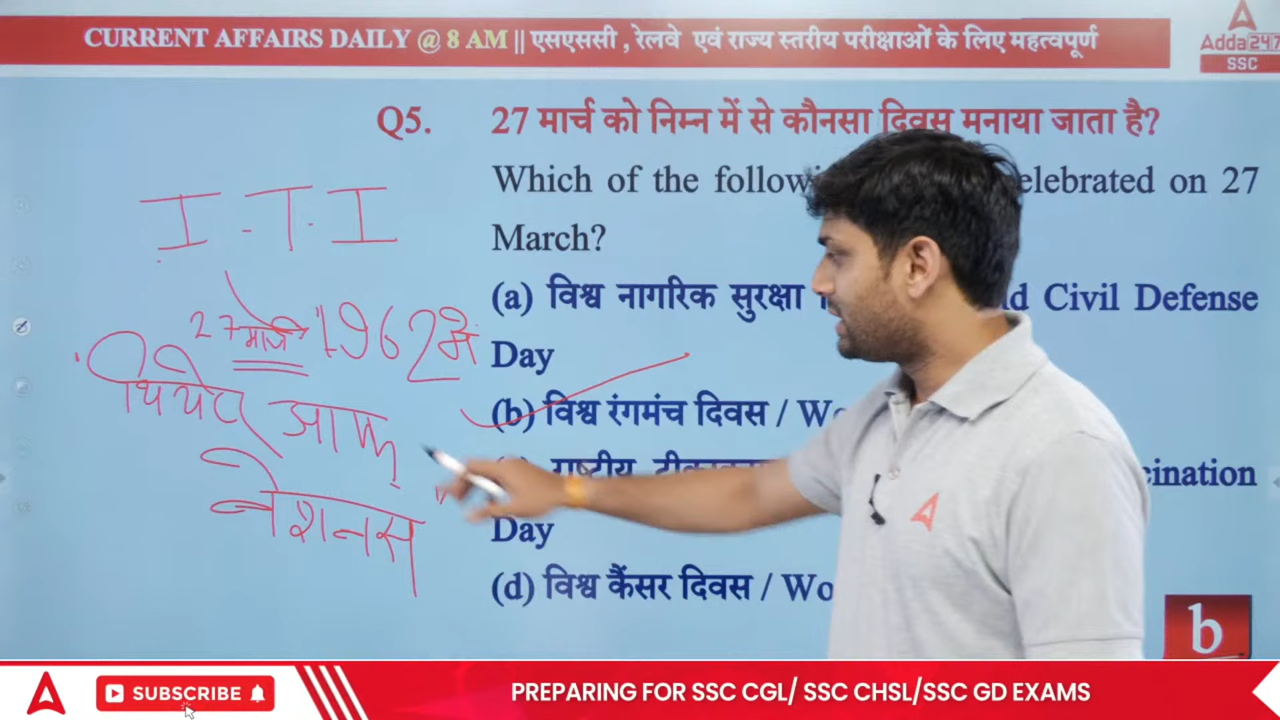 CURRENT AFFAIRS DAILY @ 8 AM || एसएससी , रेलवे एवं राज्य स्तरीय परीक्षाओं के लिए महत्वपूर्ण
Adda247
SSC
Q5. 27 मार्च को निम्न में से कौनसा दिवस मनाया जाता है?
Which of the followi elebrated on 27
March?
(a) विश्व नागरिक सुरक्षा d Civil Defense
Day
(b) विश्व रंगमंच दिवस / Wo
राष्ट्रीय cination
Day
(d) विश्व कैंसर दिवस / Wo
I.T.I
27 मार्च 1962 में
थियेटर आफ
नेशनस
b
SUBSCRIBE
PREPARING FOR SSC CGL/ SSC CHSL/SSC GD EXAMS